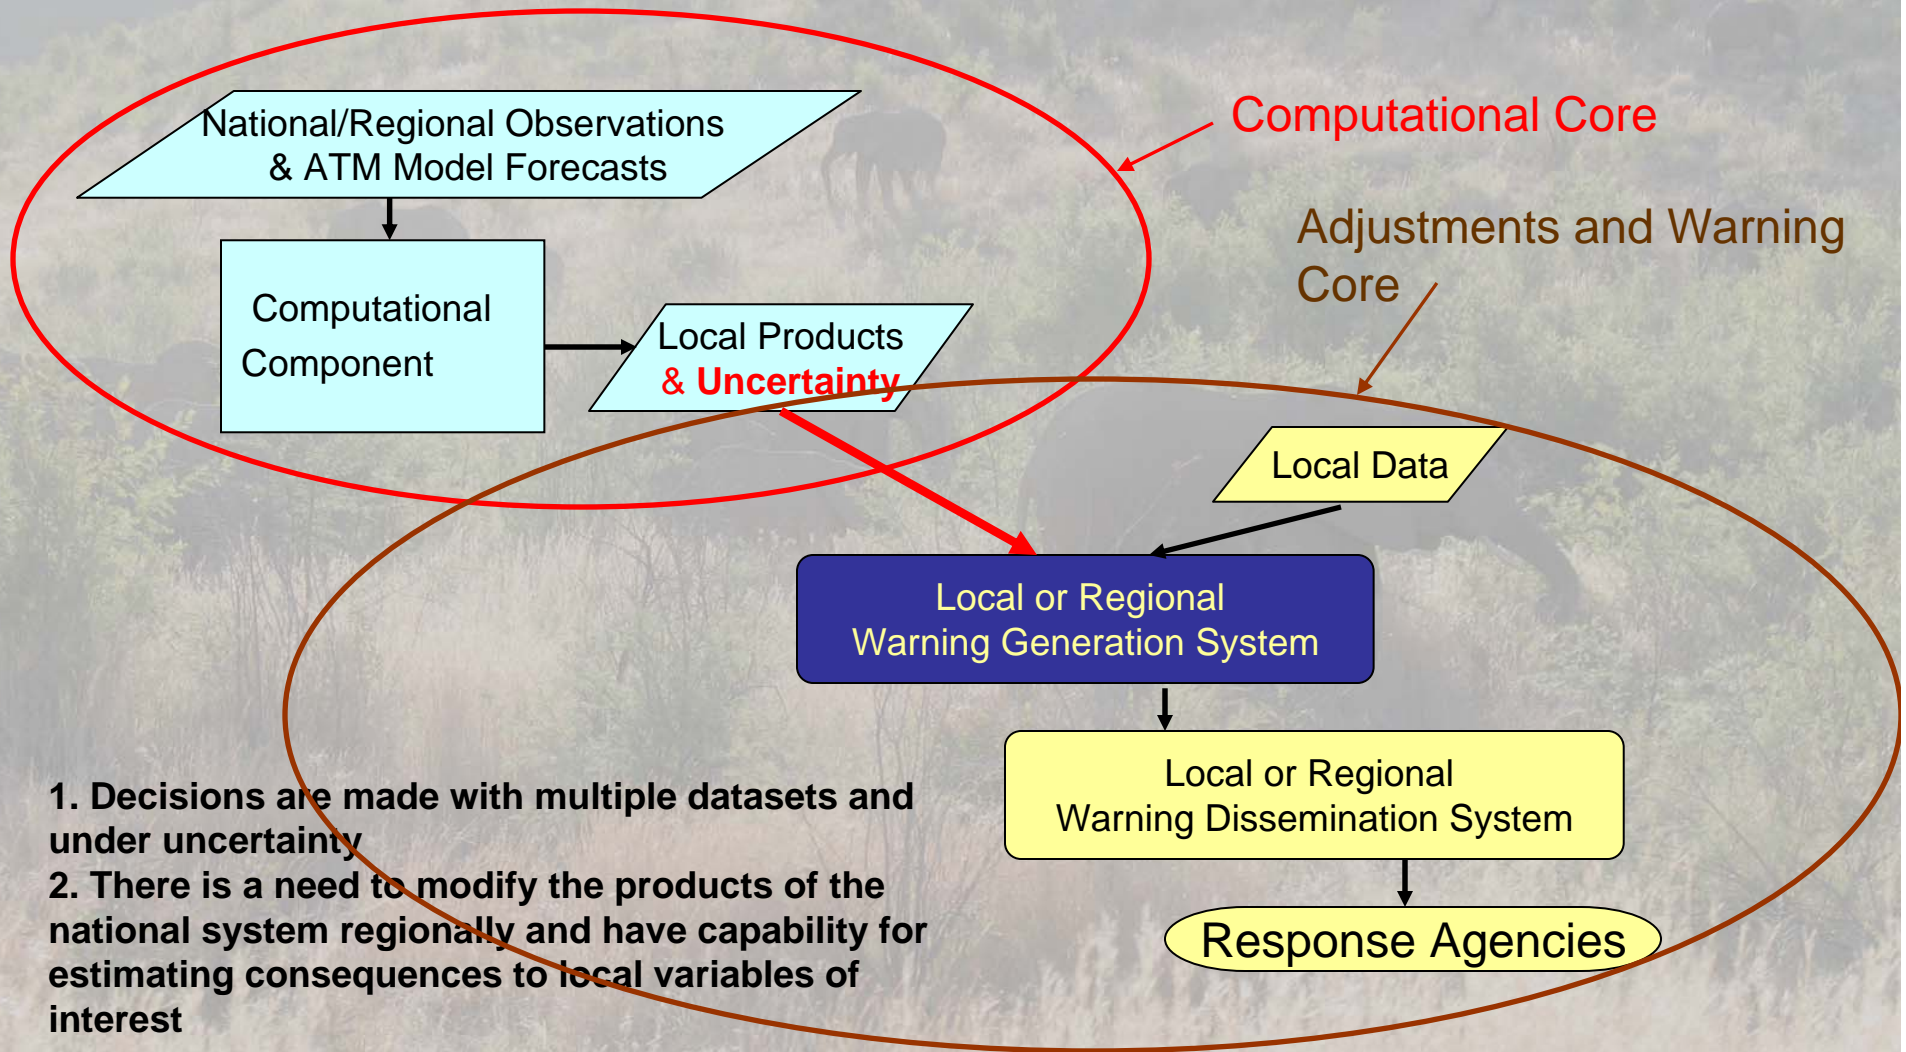 National/Regional Observations
& ATM Model Forecasts
Computational Core
Adjustments and Warning
Core
Computational
Component
Local Products
& Uncertainty
Local Data
Local or Regional
Warning Generation System
Local or Regional
Warning Dissemination System
Response Agencies
1. Decisions are made with multiple datasets and
under uncertainty
2. There is a need to modify the products of the
national system regionally and have capability for
estimating consequences to local variables of
interest